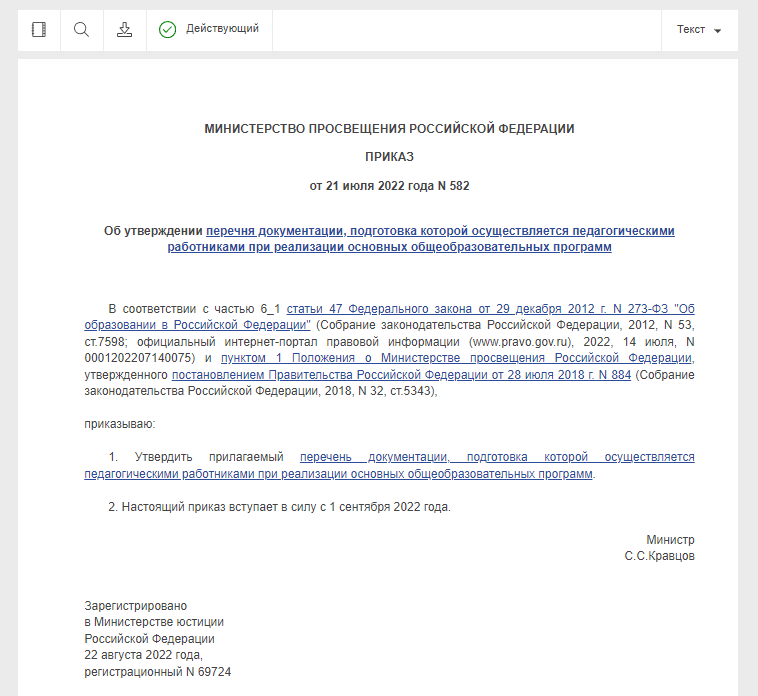 Действующий
Текст
МИНИСТЕРСТВО ПРОСВЕЩЕНИЯ РОССИЙСКОЙ ФЕДЕРАЦИИ
ПРИКАЗ
от 21 июля 2022 года N 582
Об утверждении перечня документации, подготовка которой осуществляется педагогическими
работниками при реализации основных общеобразовательных программ
В соответствии с частью 6_1 статьи 47 Федерального закона от 29 декабря 2012 г. N 273-ФЗ "Об
образовании в Российской Федерации" (Собрание законодательства Российской Федерации, 2012, N 53,
ст.7598; официальный интернет-портал правовой информации (www.pravo.gov.ru), 2022, 14 июля, N
0001202207140075) и пунктом 1 Положения о Министерстве просвещения Российской Федерации,
утвержденного постановлением Правительства Российской Федерации от 28 июля 2018 г. N 884 (Собрание
законодательства Российской Федерации, 2018, N 32, ст.5343),
приказываю:
1. Утвердить прилагаемый перечень документации, подготовка которой осуществляется
педагогическими работниками при реализации основных общеобразовательных программ.
2. Настоящий приказ вступает в силу с 1 сентября 2022 года.
Министр
С.С.Кравцов
Зарегистрировано
в Министерстве юстиции
Российской Федерации
22 августа 2022 года,
регистрационный N 69724